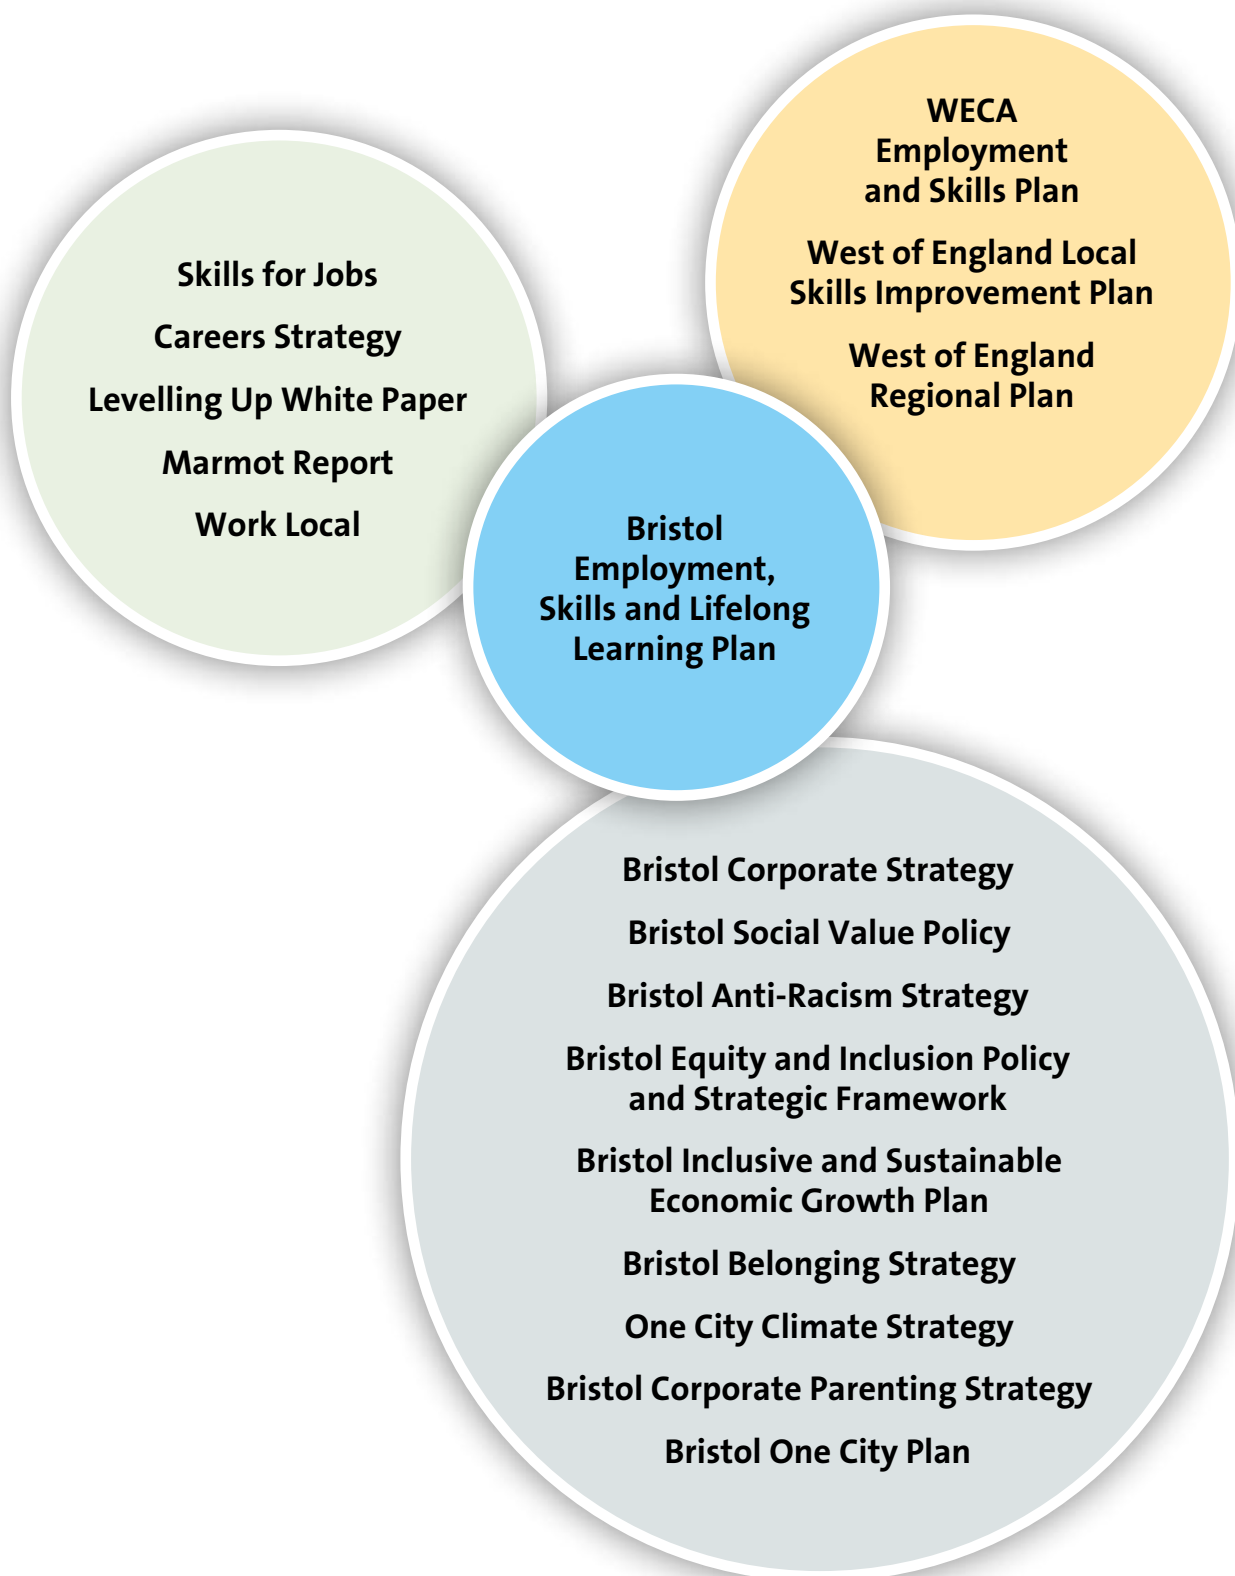 Skills for Jobs
Careers Strategy
Levelling Up White Paper
Marmot Report
Work Local
WECA
Employment
and Skills Plan
West of England Local
Skills Improvement Plan
West of England
Regional Plan
Bristol
Employment,
Skills and Lifelong
Learning Plan
Bristol Corporate Strategy
Bristol Social Value Policy
Bristol Anti-Racism Strategy
Bristol Equity and Inclusion Policy
and Strategic Framework
Bristol Inclusive and Sustainable
Economic Growth Plan
Bristol Belonging Strategy
One City Climate Strategy
Bristol Corporate Parenting Strategy
Bristol One City Plan